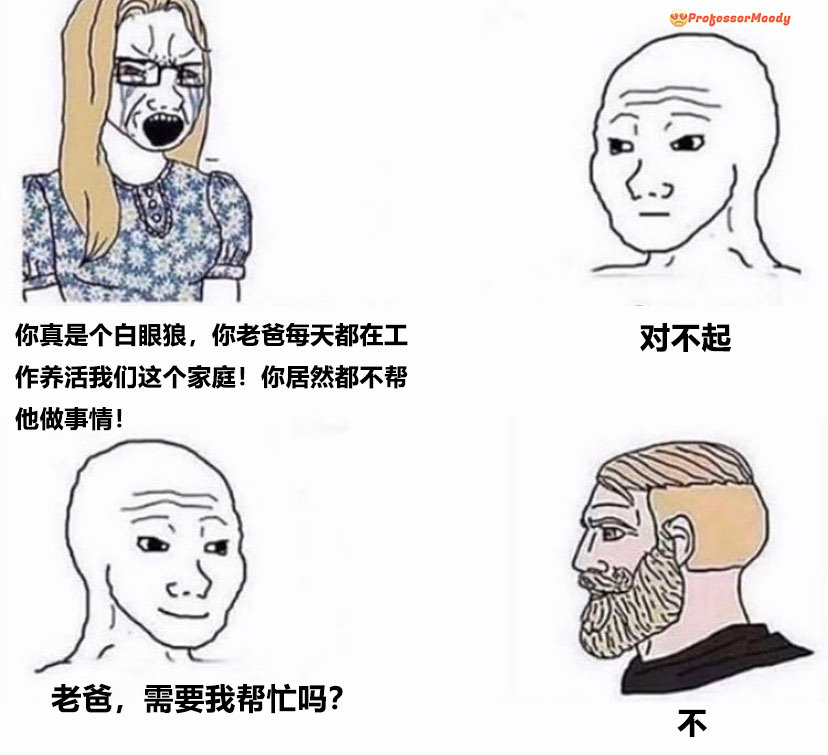 ProfessorMoody
你真是个白眼狼，你老爸每天都在工
作养活我们这个家庭！你居然都不帮
他做事情！
对不起
老爸，需要我帮忙吗？
不